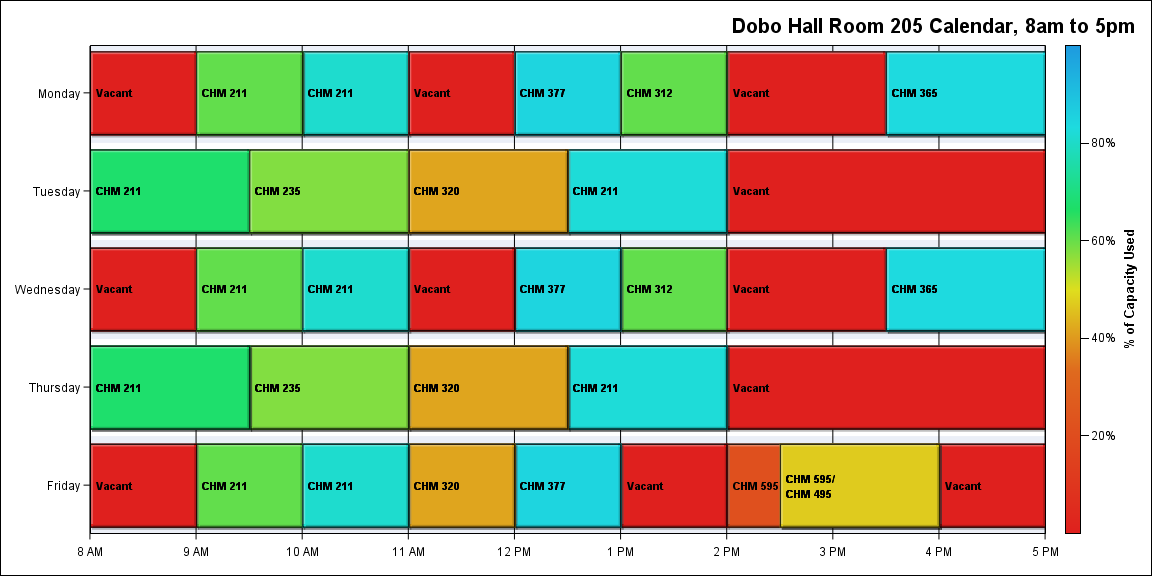 Dobo Hall Room 205 Calendar, 8am to 5pm
Monday
Vacant
CHM 211
CHM 211
Vacant
CHM 377
CHM 312
Vacant
CHM 365
Tuesday
CHM 211
CHM 235
CHM 320
CHM 211
Vacant
Wednesday
Vacant
CHM 211
CHM 211
Vacant
CHM 377
CHM 312
Vacant
CHM 365
Thursday
CHM 211
CHM 235
CHM 320
CHM 211
Vacant
Friday
Vacant
CHM 211
CHM 211
CHM 320
CHM 377
Vacant
CHM 595
CHM 595/
CHM 495
Vacant
8 AM
9 AM
10 AM
11 AM
12 PM
1 PM
2 PM
3 PM
4 PM
5 PM
80%
60%
40%
20%
% of Capacity Used